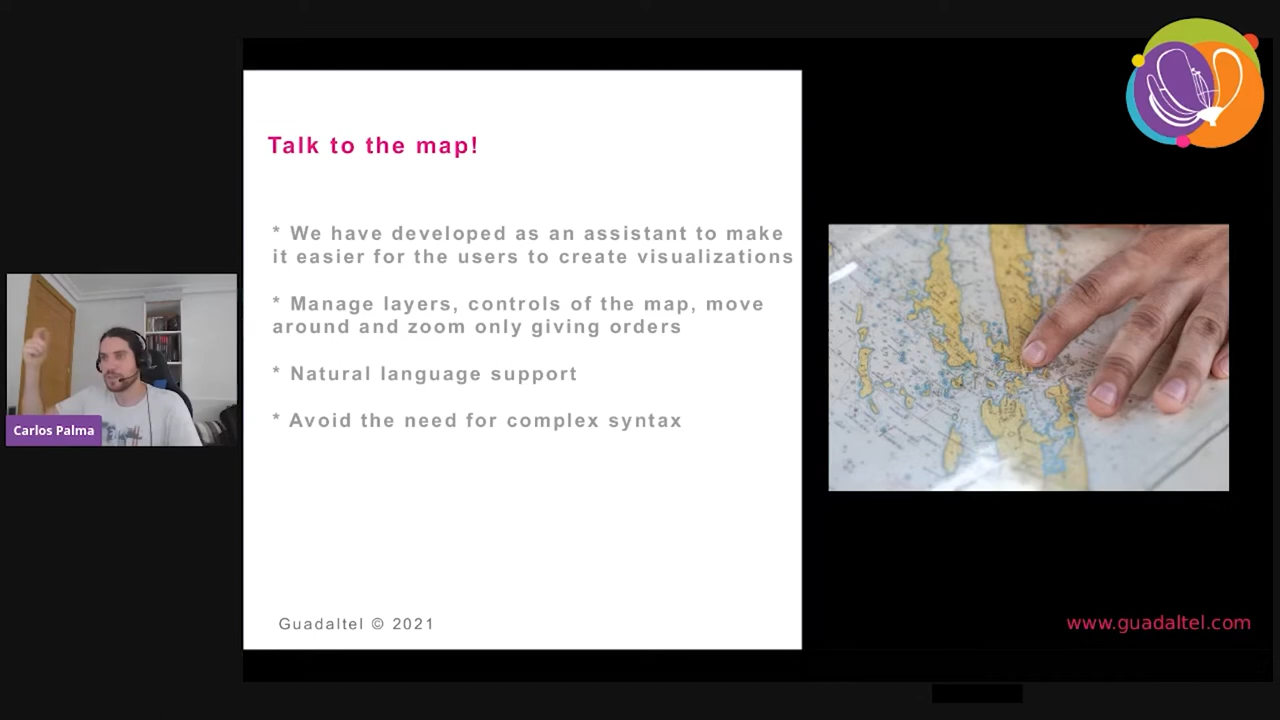 Talk to the map!
* We have developed as an assistant to make
it easier for the users to create visualizations
* Manage layers, controls of the map, move
around and zoom only giving orders
* Natural language support
* Avoid the need for complex syntax
Carlos Palma
Guadaltel © 2021
www.guadaltel.com